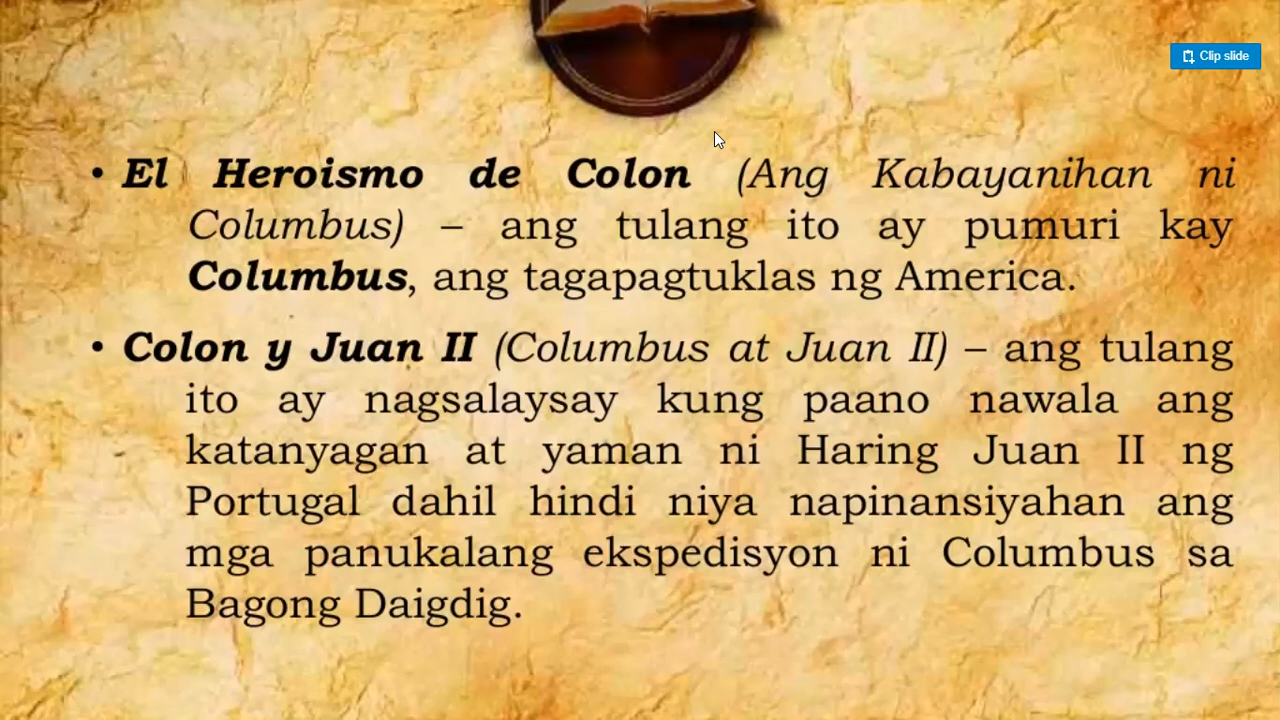 Clip slide
• El Heroismo de Colon (Ang Kabayanihan ni
Columbus) – ang tulang ito ay pumuri kay
Columbus, ang tagapagtuklas ng America.
• Colon y Juan II (Columbus at Juan II) – ang tulang
ito ay nagsalaysay kung paano nawala ang
katanyagan at yaman ni Haring Juan II ng
Portugal dahil hindi niya napinansiyahan ang
mga panukalang ekspedisyon ni Columbus sa
Bagong Daigdig.